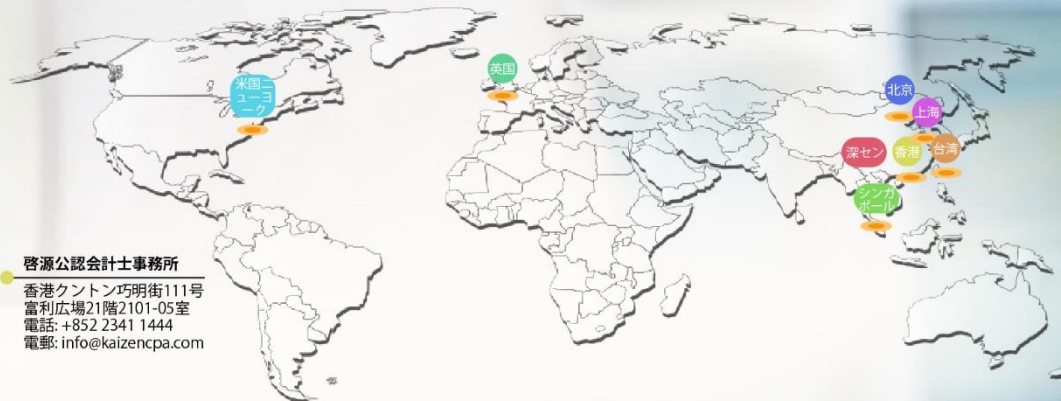 英国
米国ニ
ューヨ
ーク
北京
上海
深セン
香港
台湾
シンガ
ポール
啓源公認会計士事務所
香港クントン巧明街111号
富利広場21階2101-05室
電話: +852 2341 1444
電郵: info@kaizencpa.com